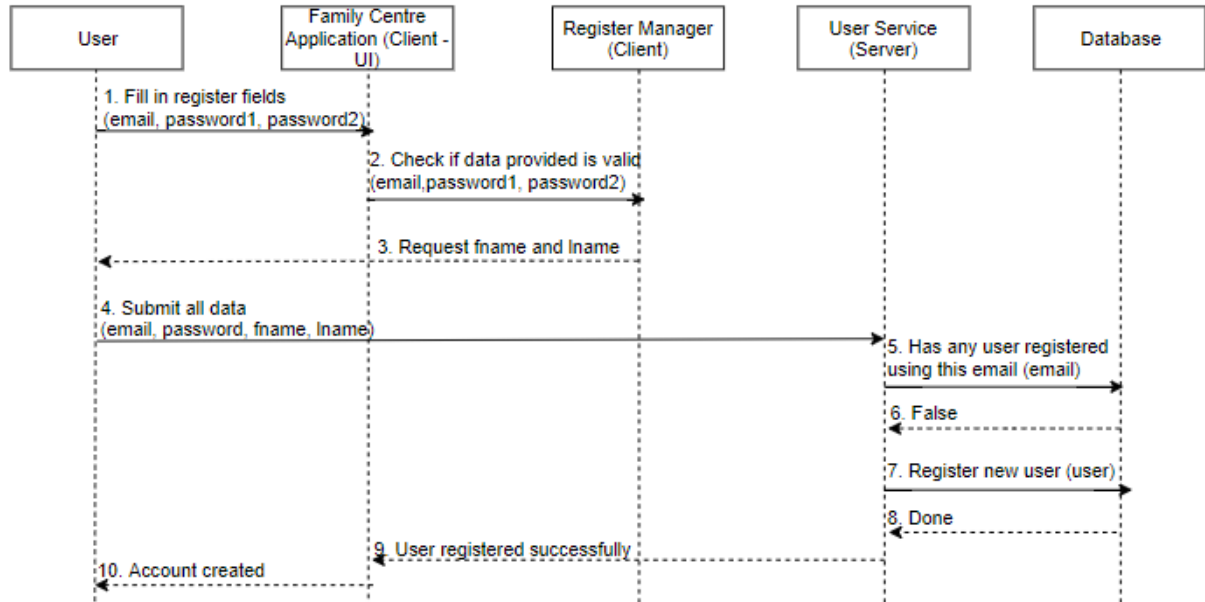 User
Family Centre
Application (Client -
UI)
Register Manager
(Client)
User Service
(Server)
Database
1. Fill in register fields
(email, password1, password2)
2. Check if data provided is valid
(email,password1, password2)
3. Request fname and lname
4. Submit all data
(email, password, fname, lname)
5. Has any user registered
using this email (email)
6. False
7. Register new user (user)
8. Done
9. User registered successfully
10. Account created